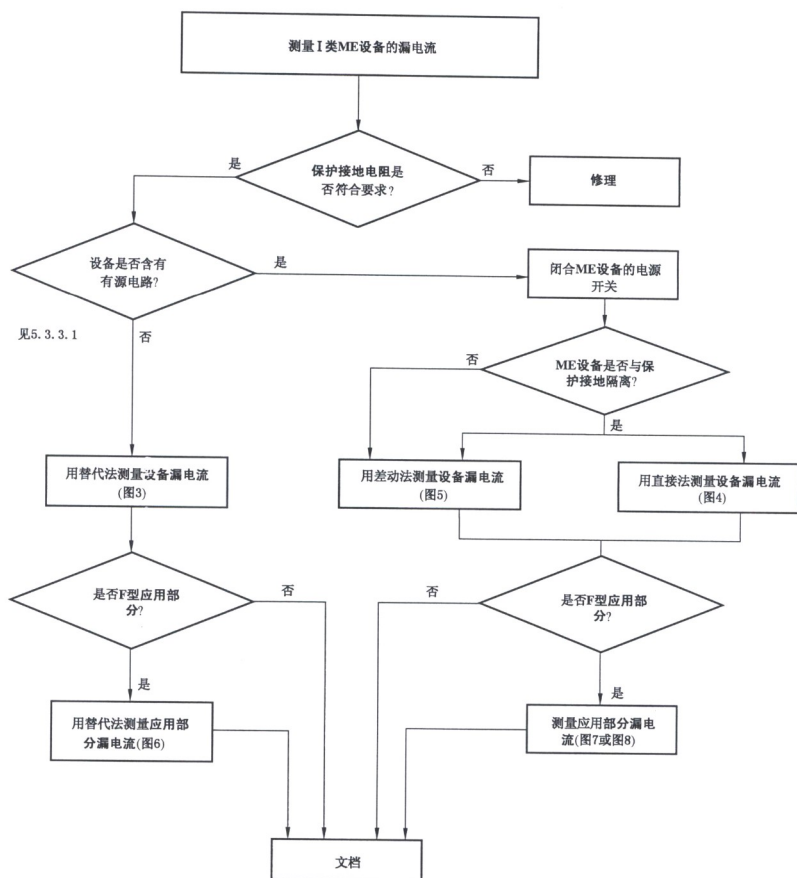 测量Ⅰ类ME设备的漏电流
是
保护接地电阻是
否符合要求?
否
修理
设备是否含有
有源电路?
是
闭合ME设备的电源
开关
见5.3.3.1
否
否
ME设备是否与保
护接地隔离?
是
用替代法测量设备漏电流
(图3)
用差动法测量设备漏电流
(图5)
用直接法测量设备漏电流
(图4)
是否F型应用部
分?
否
否
是否F型应用部
分?
是
是
用替代法测量应用部
分漏电流(图6)
测量应用部分漏电
流(图7或图8)
文档